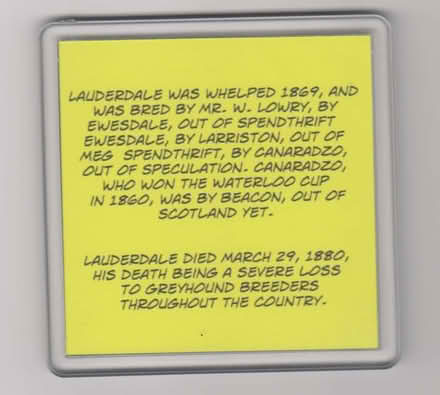 LAUDERDALE WAS WHELPED 1869, AND
WAS BRED BY MR. W. LOWRY, BY
EWESDALE, OUT OF SPENDTHRIFT
EWESDALE, BY LARRISTON, OUT OF
MEG SPENDTHRIFT, BY CANARADZO,
OUT OF SPECULATION. CANARADZO,
WHO WON THE WATERLOO CUP
IN 1860, WAS BY BEACON, OUT OF
SCOTLAND YET.
LAUDERDALE DIED MARCH 29, 1880,
HIS DEATH BEING A SEVERE LOSS
TO GREYHOUND BREEDERS
THROUGHOUT THE COUNTRY.